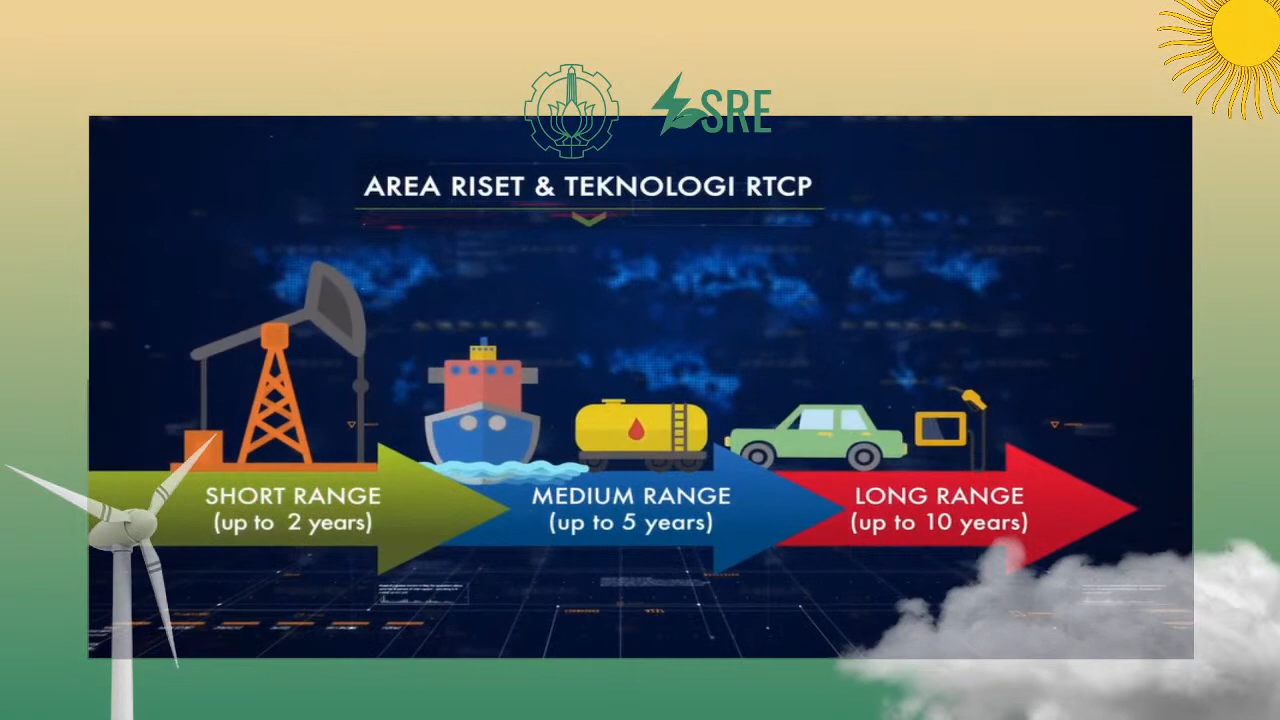 SRE
AREA RISET & TEKNOLOGI RTCP
SHORT RANGE
(up to 2 years)
MEDIUM RANGE
(up to 5 years)
LONG RANGE
(up to 10 years)